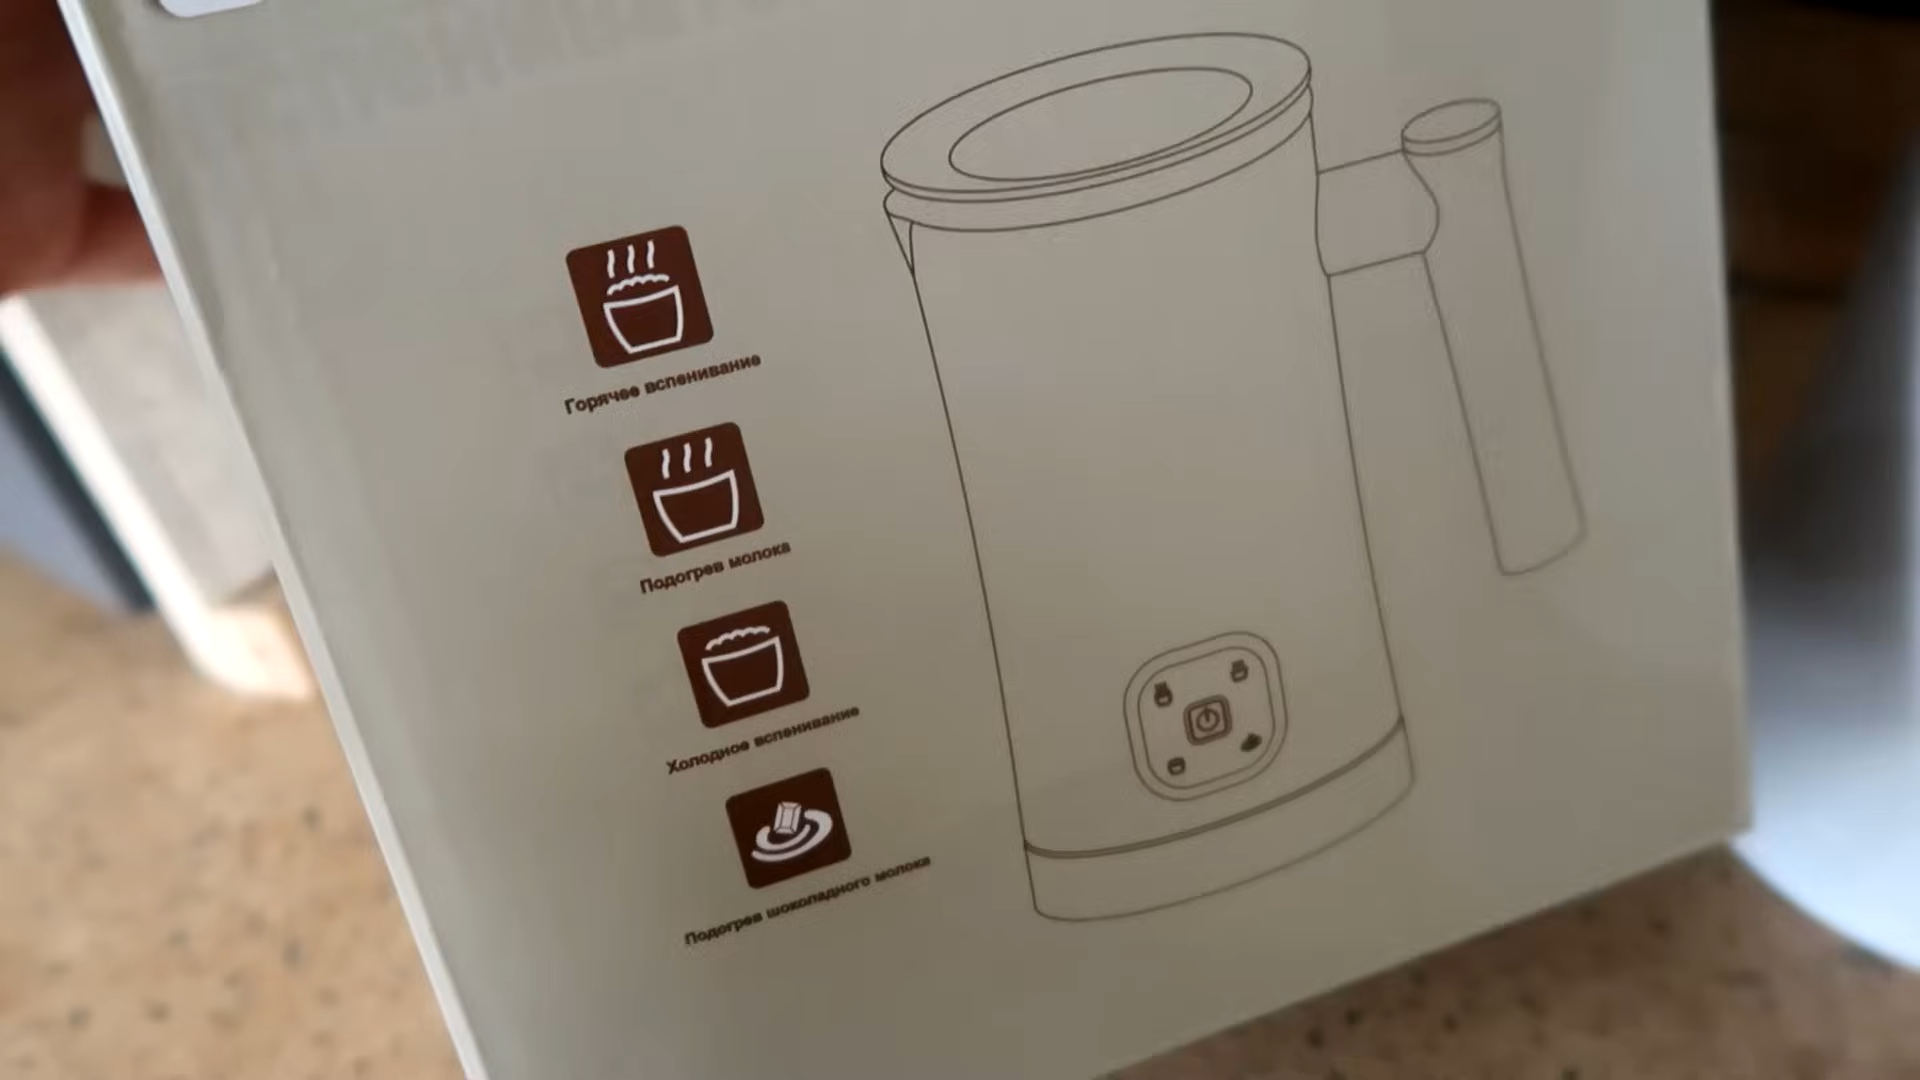 Горячее вспенивание
Подогрев молока
Холодное вспенивание
Подогрев шоколадного молока